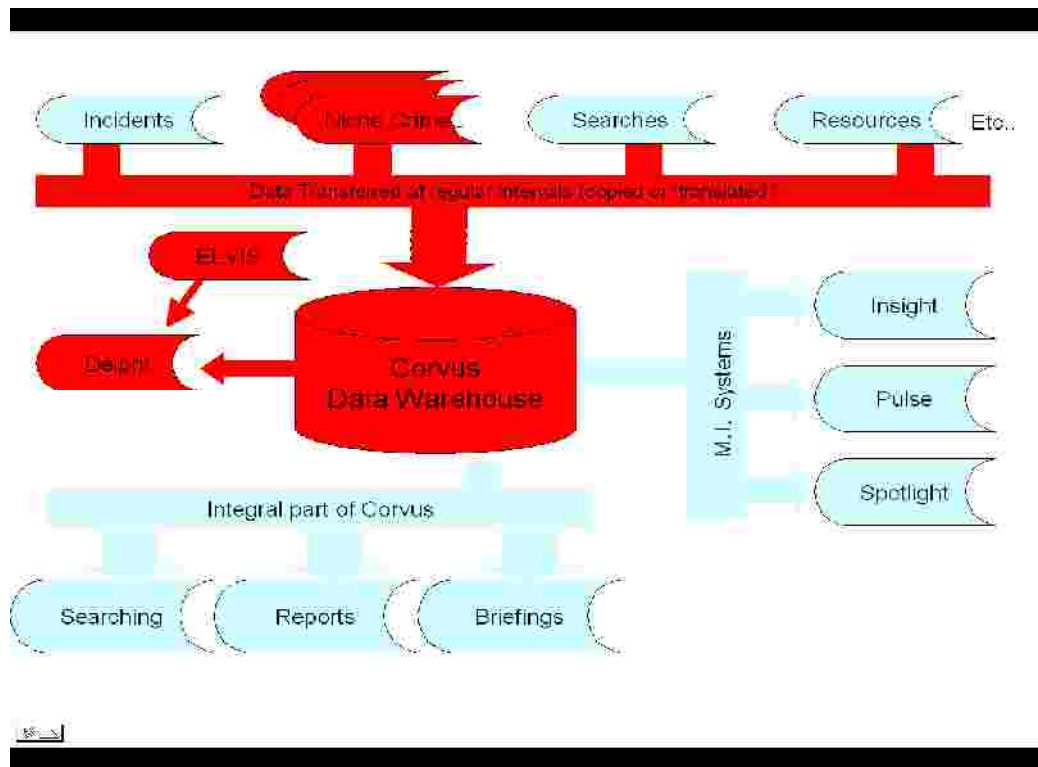 Incidents
Niche Crime
Searches
Resources
Etc..
Data Transferred at regular intervals (copied or 'translated')
ELVIS
Delphi
Corvus
Data Warehouse
M.I. Systems
Insight
Pulse
Spotlight
Integral part of Corvus
Searching
Reports
Briefings